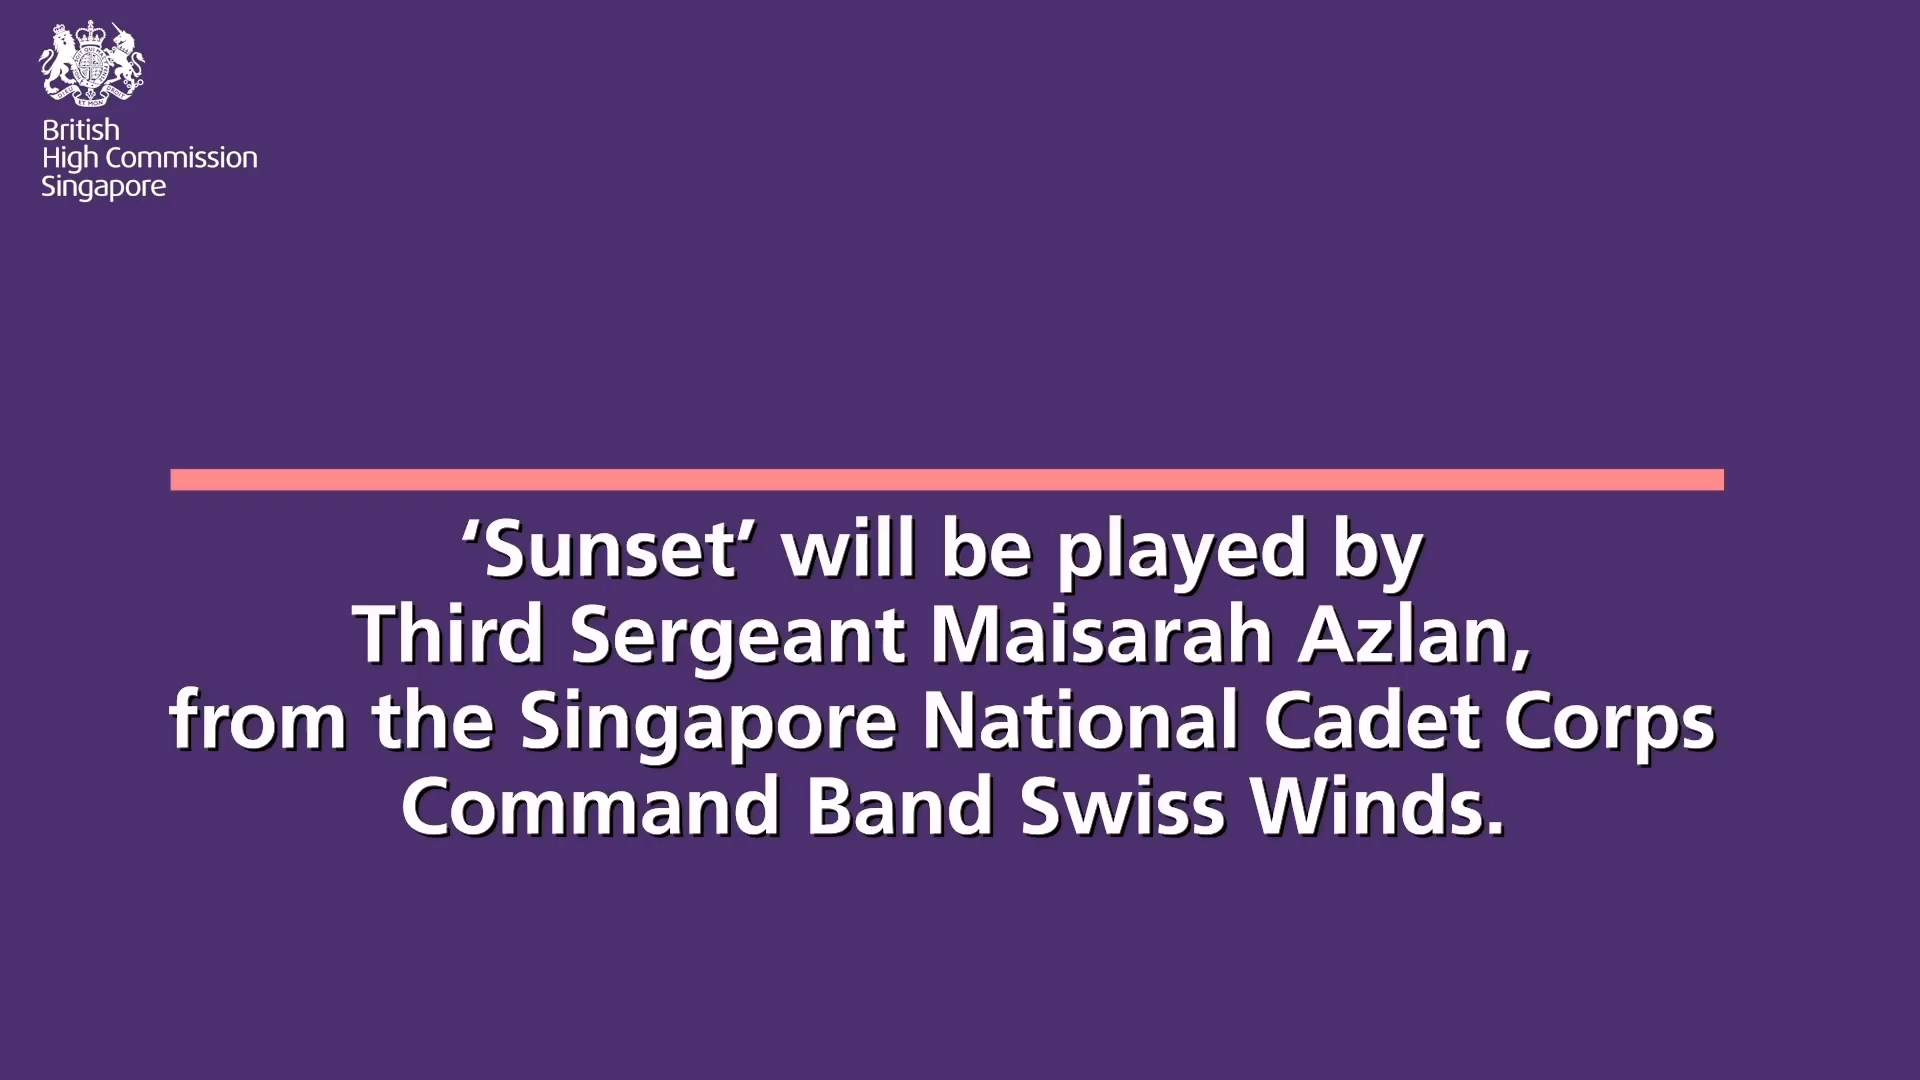 British
High Commission
Singapore
‘Sunset’ will be played by
Third Sergeant Maisarah Azlan,
from the Singapore National Cadet Corps
Command Band Swiss Winds.